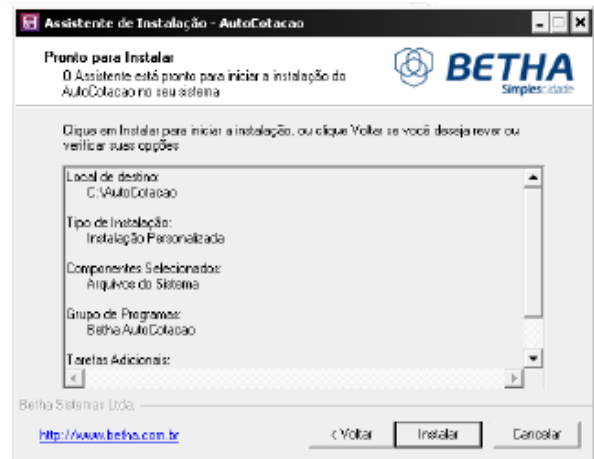 Assistente de Instalação - AutoCotacao
Pronto para Instalar
O Assistente está pronto para iniciar a instalação do
AutoCotacao no seu sistema
BETHA
Simplescidade
Clique em Instalar para iniciar a instalação, ou clique Voltar se você deseja rever ou
verificar suas opções
Local de destino:
C:\AutoCotacao
Tipo de Instalação:
Instalação Personalizada
Componentes Selecionados:
Arquivos do Sistema
Grupo de Programas:
Betha AutoCotacao
Tarefas Adicionais:
Betha Sistemas Ltda.
http://www.betha.com.br
< Voltar
Instalar
Cancelar